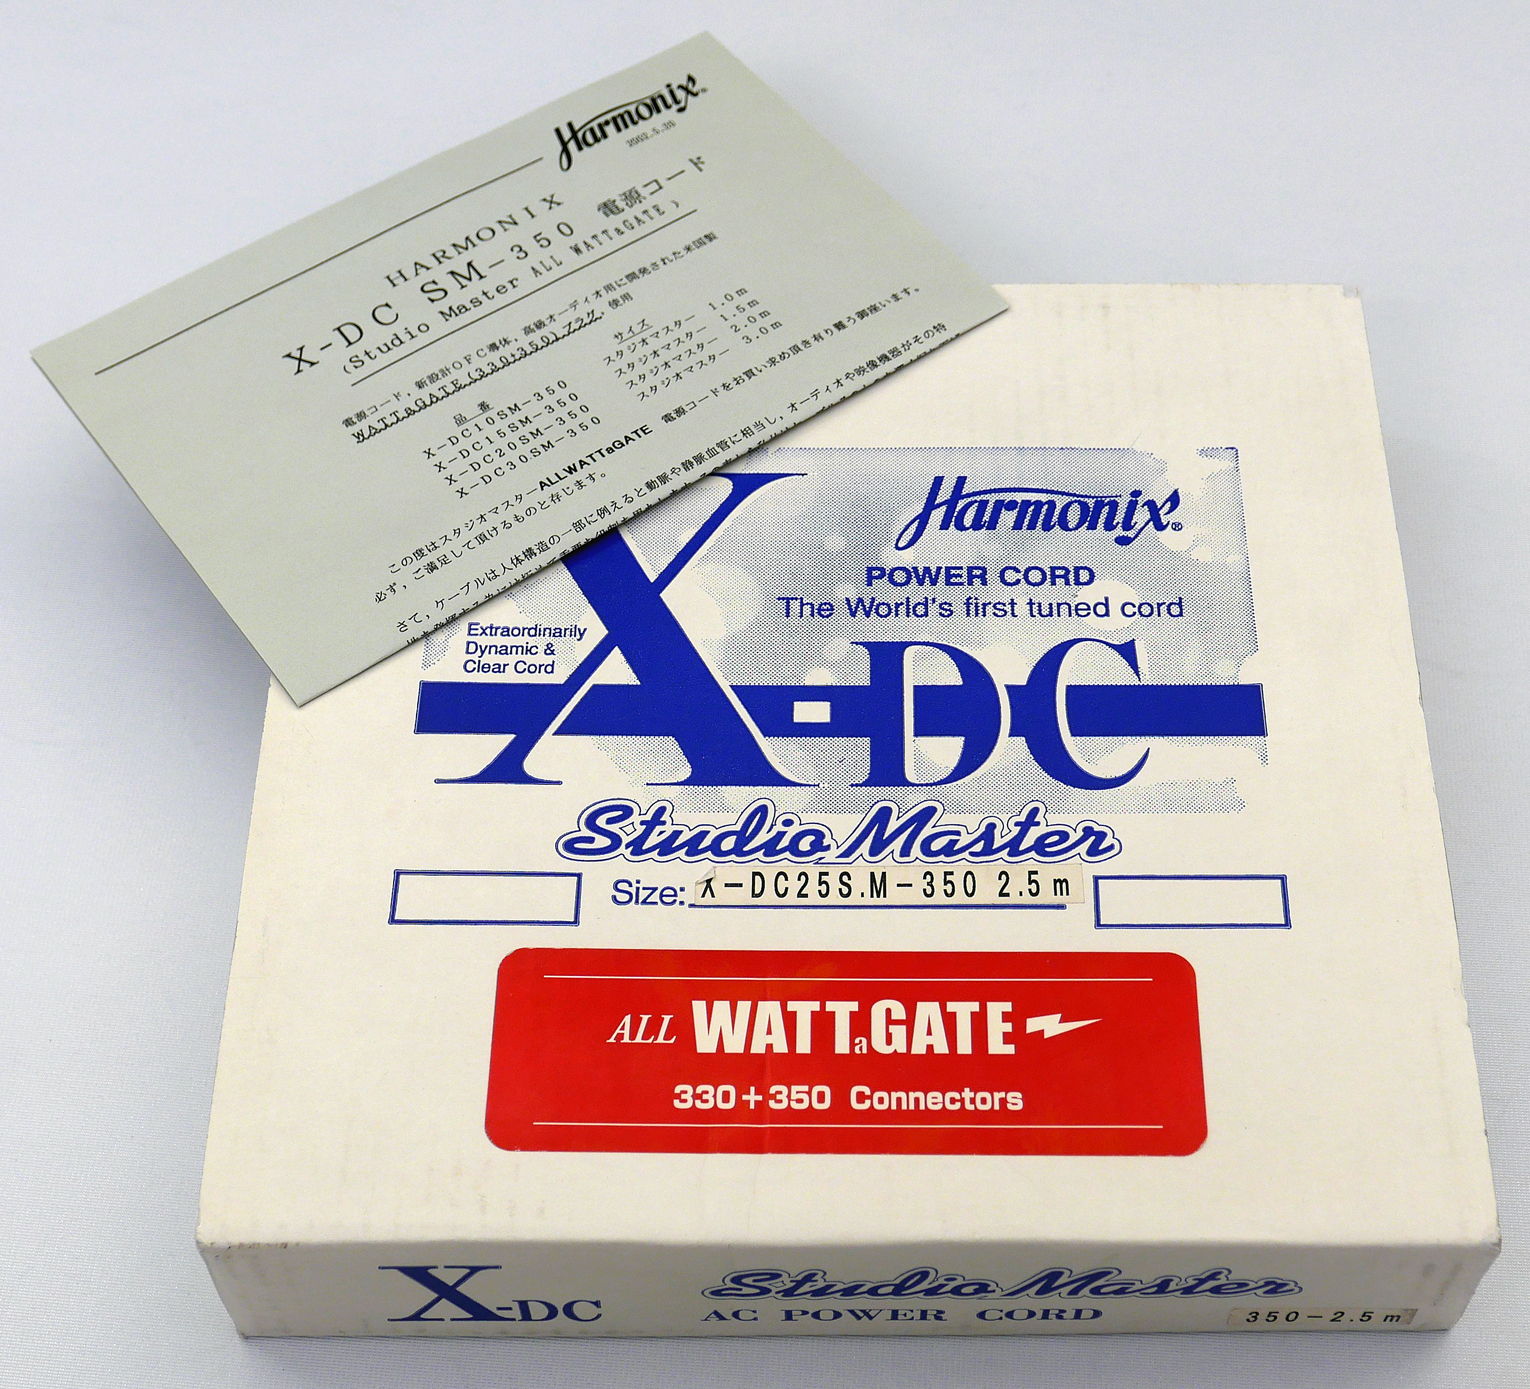 Harmonix®
2002.5.20
HARMONIX
X-DC SM-350 電源コード
(Studio Master ALL WATTaGATE)
電源コード，新設計OFC導体，高級オーディオ用に開発された米国製
WATTaGATE (330+350) プラグ 使用
品番 サイズ
X-DC10SM-350 スタジオマスター 1.0m
X-DC15SM-350 スタジオマスター 1.5m
X-DC20SM-350 スタジオマスター 2.0m
X-DC30SM-350 スタジオマスター 3.0m
この度はスタジオマスターALLWATTaGATE 電源コードをお買い求め頂き有り難う御座います。
必ず，ご満足して頂けるものと存じます。
さて，ケーブルは人体構造の一部に例えると動脈や静脈血管に相当し，オーディオや映像機器がその特
Harmonix®
POWER CORD
The World's first tuned cord
Extraordinarily
Dynamic &
Clear Cord
X-DC
Studio Master
Size: X-DC25S.M-350 2.5m
ALL WATTaGATE
330+350 Connectors
X-DC Studio Master
AC POWER CORD
350-2.5m